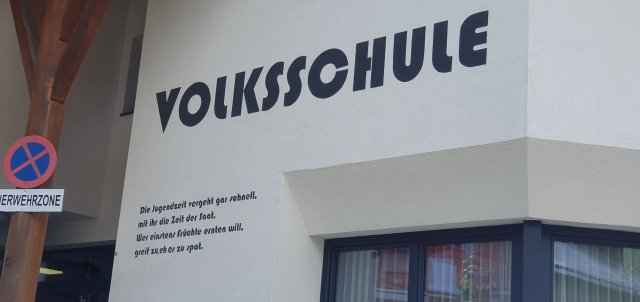 VOLKSSCHULE
Die Jugendzeit vergeht gar schnell,
mit ihr die Zeit der Saat.
Wer einstens Früchte ernten will,
greif zu,eh es zu spat.
UERWEHRZONE